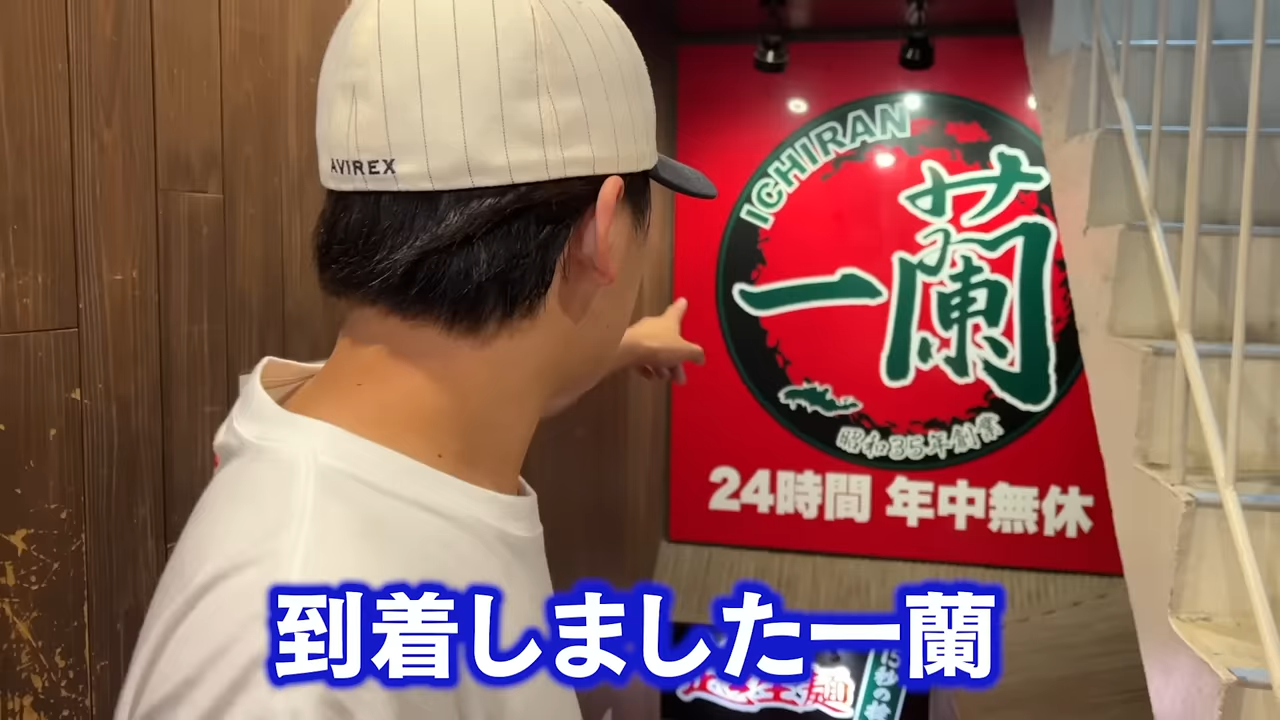 AVIREX
ICHIRAN
一蘭
昭和35年創業
24時間 年中無休
到着しました一蘭